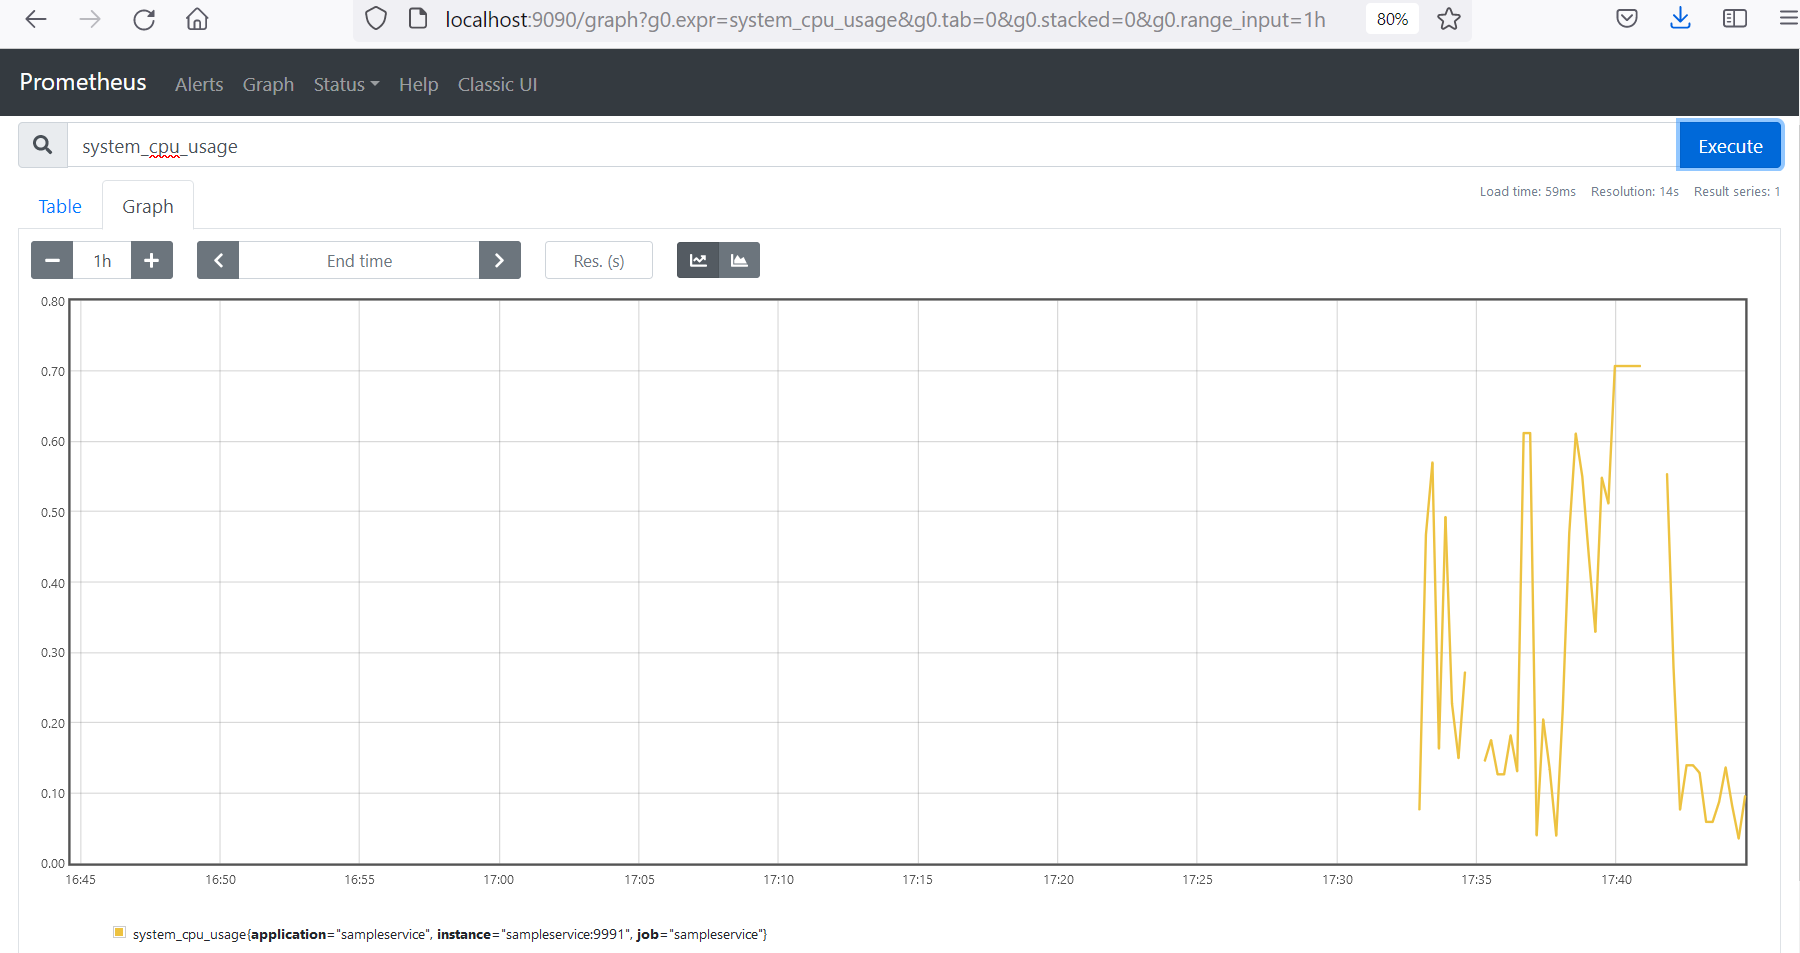 localhost:9090/graph?g0.expr=system_cpu_usage&g0.tab=0&g0.stacked=0&g0.range_input=1h 80%
Prometheus Alerts Graph Status Help Classic UI
system_cpu_usage Execute
Load time: 59ms Resolution: 14s Result series: 1
Table Graph
1h End time Res. (s)
0.80
0.70
0.60
0.50
0.40
0.30
0.20
0.10
0.00
16:45 16:50 16:55 17:00 17:05 17:10 17:15 17:20 17:25 17:30 17:35 17:40
system_cpu_usage{application="sampleservice", instance="sampleservice:9991", job="sampleservice"}